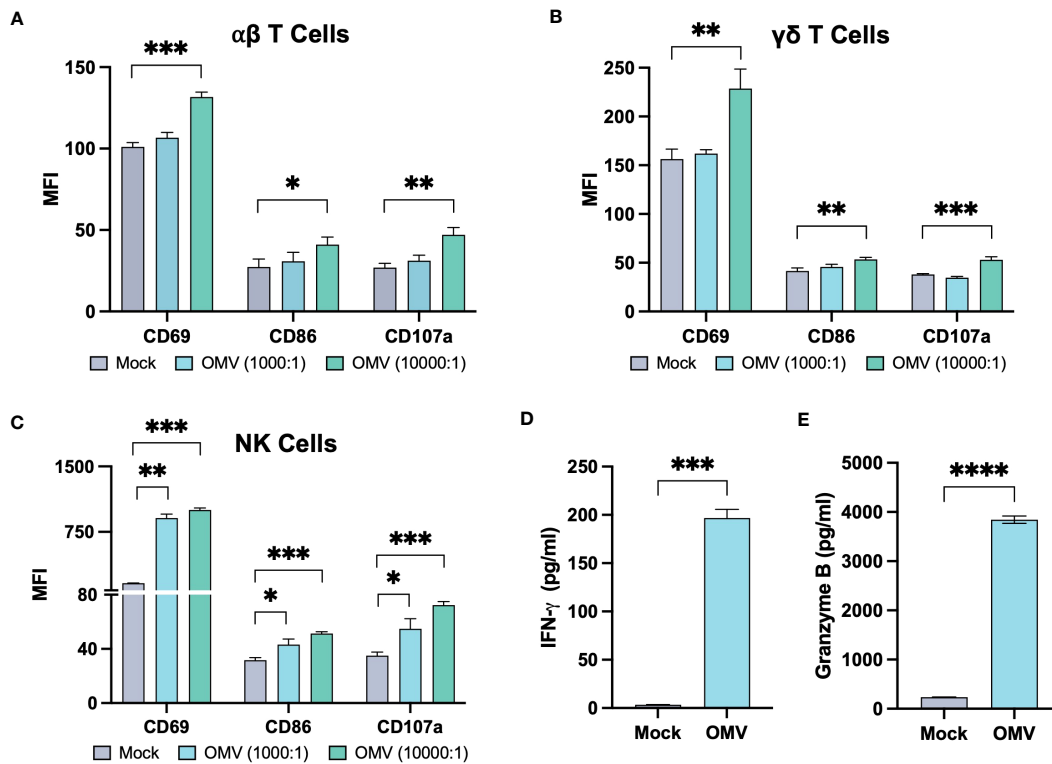 A
αβ T Cells
***
*
**
MFI
150
100
50
0
CD69 CD86 CD107a
Mock OMV (1000:1) OMV (10000:1)
B
γδ T Cells
**
**
***
MFI
250
200
150
100
50
0
CD69 CD86 CD107a
Mock OMV (1000:1) OMV (10000:1)
C
NK Cells
***
**
***
*
***
*
MFI
1500
750
80
40
0
CD69 CD86 CD107a
Mock OMV (1000:1) OMV (10000:1)
D
***
IFN-γ (pg/ml)
250
200
150
100
50
0
Mock OMV
E
****
Granzyme B (pg/ml)
5000
4000
3000
2000
1000
0
Mock OMV